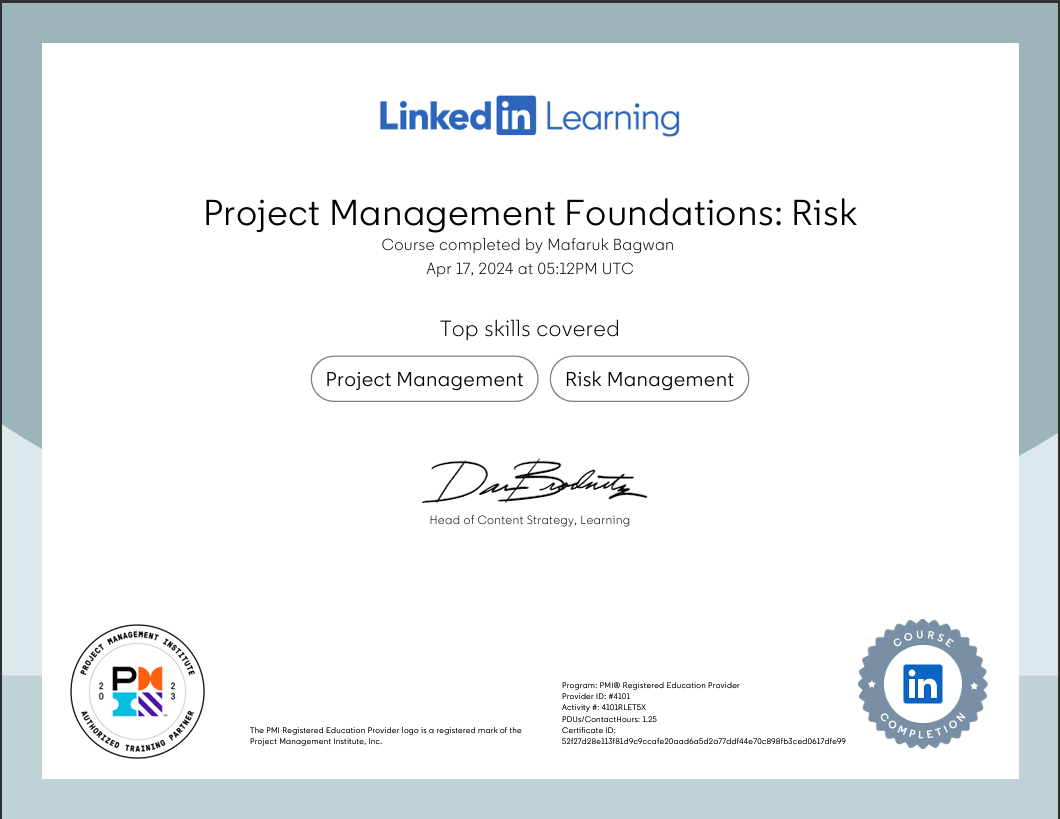 Linked in Learning
Project Management Foundations: Risk
Course completed by Mafaruk Bagwan
Apr 17, 2024 at 05:12PM UTC
Top skills covered
Project Management
Risk Management
Dan Brodnitz
Head of Content Strategy, Learning
PROJECT MANAGEMENT INSTITUTE
PMI
2023
AUTHORIZED TRAINING PARTNER
The PMI Registered Education Provider logo is a registered mark of the
Project Management Institute, Inc.
Program: PMI® Registered Education Provider
Provider ID: #4101
Activity #: 4101RLET5X
PDUs/ContactHours: 1.25
Certificate ID:
52f27d28e113f81d9c9ccafe20aad6a5d2a77ddf44e70c898fb3ced0617dfe99
COURSE
in
COMPLETION